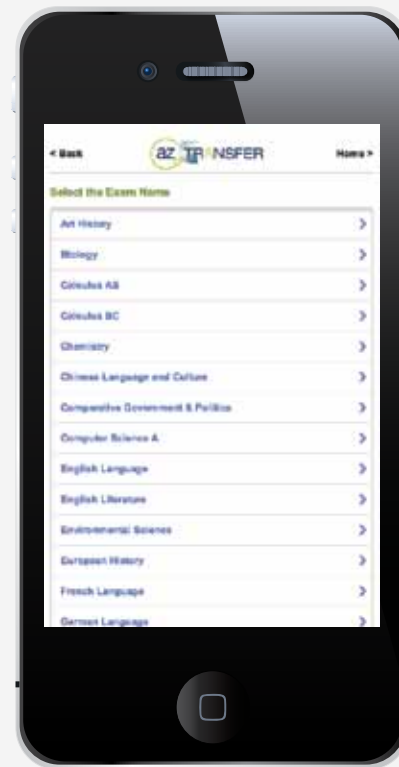 < Back
az TRANSFER
Home >
Select the Exam Name
Art History
Biology
Calculus AB
Calculus BC
Chemistry
Chinese Language and Culture
Comparative Government & Politics
Computer Science A
English Language
English Literature
Environmental Science
European History
French Language
German Language